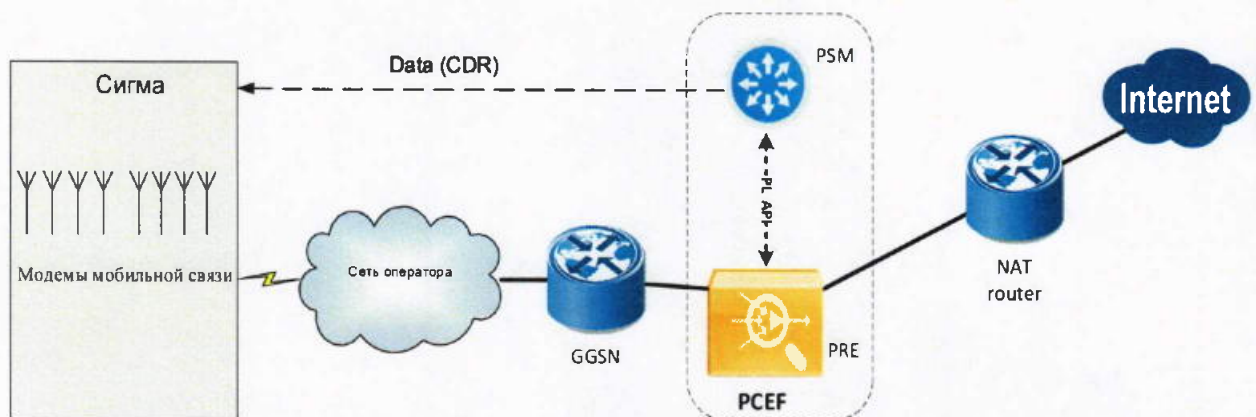 Сигма
Data (CDR)
PSM
Internet
PL API
Модемы мобильной связи
Сеть оператора
GGSN
PRE
PCEF
NAT
router